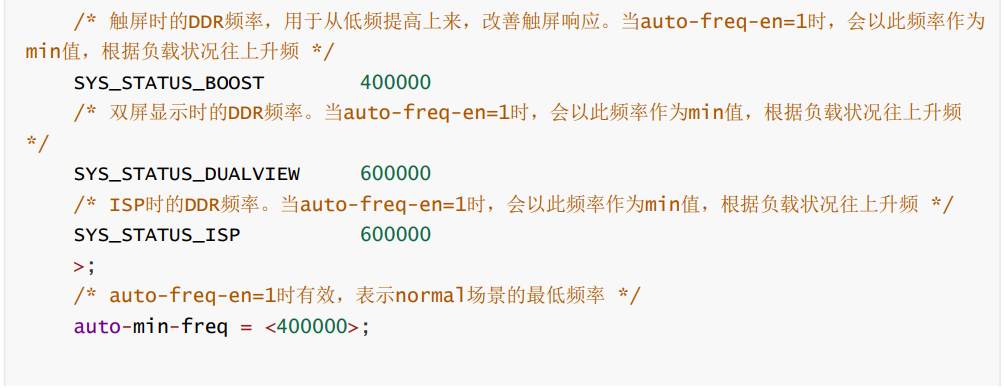 /* 触屏时的DDR频率，用于从低频提高上来，改善触屏响应。当auto-freq-en=1时，会以此频率作为
min值，根据负载状况往上升频 */
SYS_STATUS_BOOST 400000
/* 双屏显示时的DDR频率。当auto-freq-en=1时，会以此频率作为min值，根据负载状况往上升频
*/
SYS_STATUS_DUALVIEW 600000
/* ISP时的DDR频率。当auto-freq-en=1时，会以此频率作为min值，根据负载状况往上升频 */
SYS_STATUS_ISP 600000
>;
/* auto-freq-en=1时有效，表示normal场景的最低频率 */
auto-min-freq = <400000>;